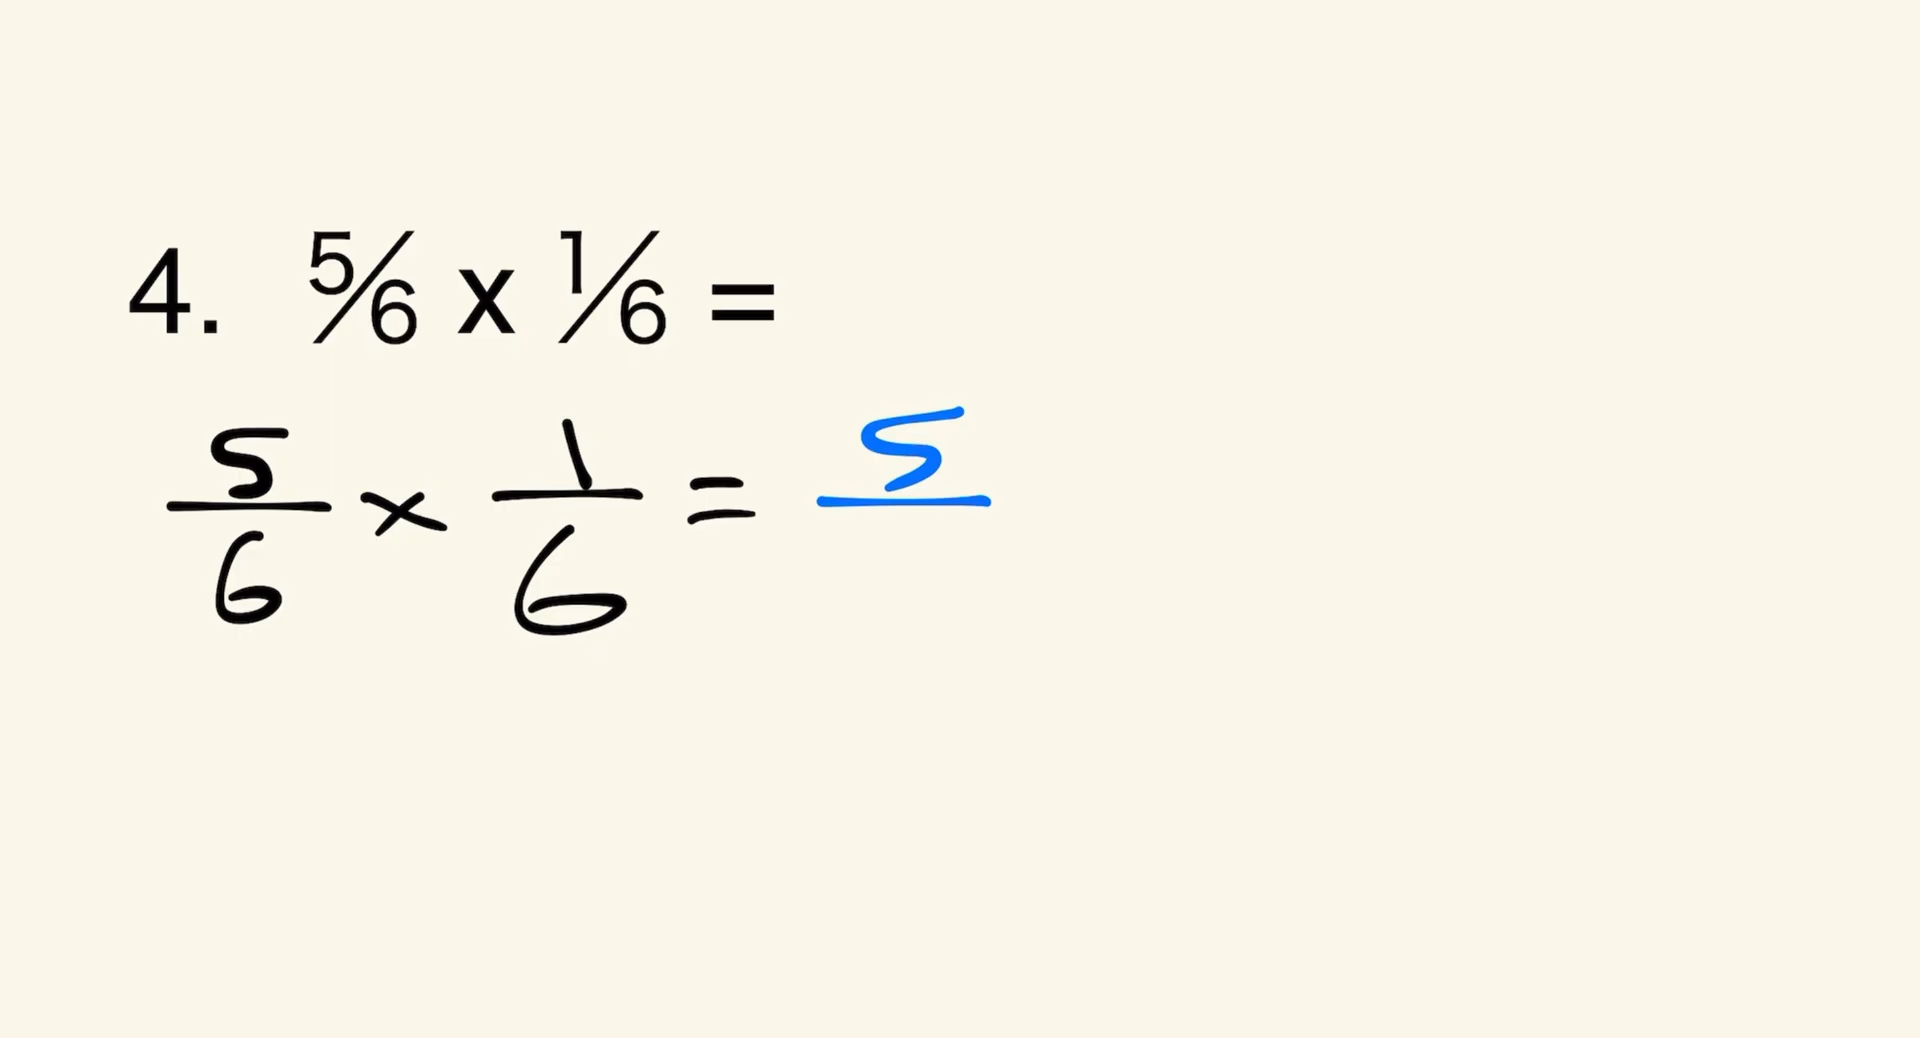 4. ⅚ x ⅙ =
5/6 × 1/6 = 5/